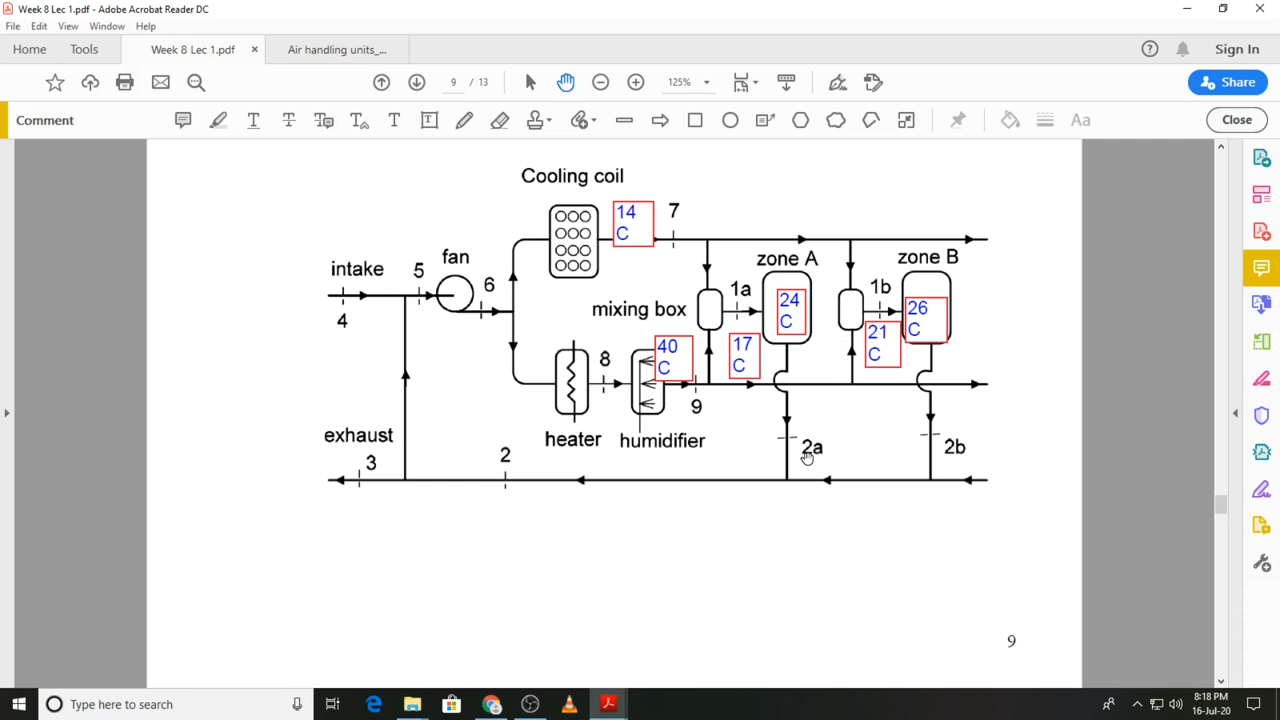 Week 8 Lec 1.pdf - Adobe Acrobat Reader DC
File Edit View Window Help
Home Tools Week 8 Lec 1.pdf × Air handling units_... Sign In
9 / 13 125% Share
Comment Aa Close
Cooling coil
14
C
7
fan
intake
5
6
4
zone A
zone B
mixing box
1a
24
C
1b
26
C
21
C
17
C
40
C
8
9
heater
humidifier
exhaust
3
2
2a
2b
9
Type here to search
8:18 PM
16-Jul-20